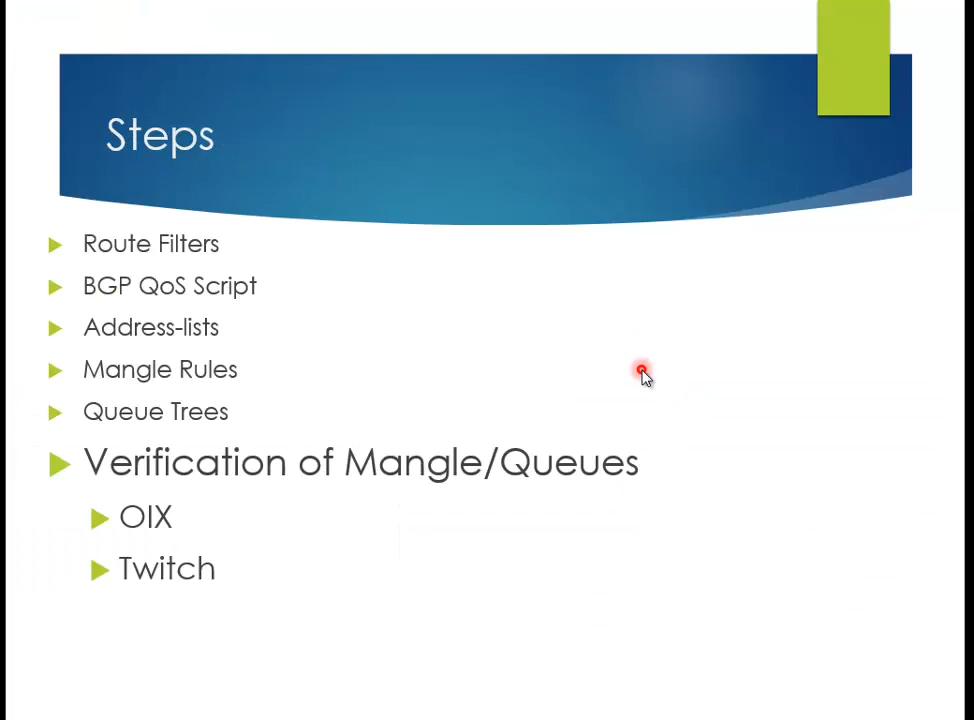 Steps
Route Filters
BGP QoS Script
Address-lists
Mangle Rules
Queue Trees
Verification of Mangle/Queues
OIX
Twitch